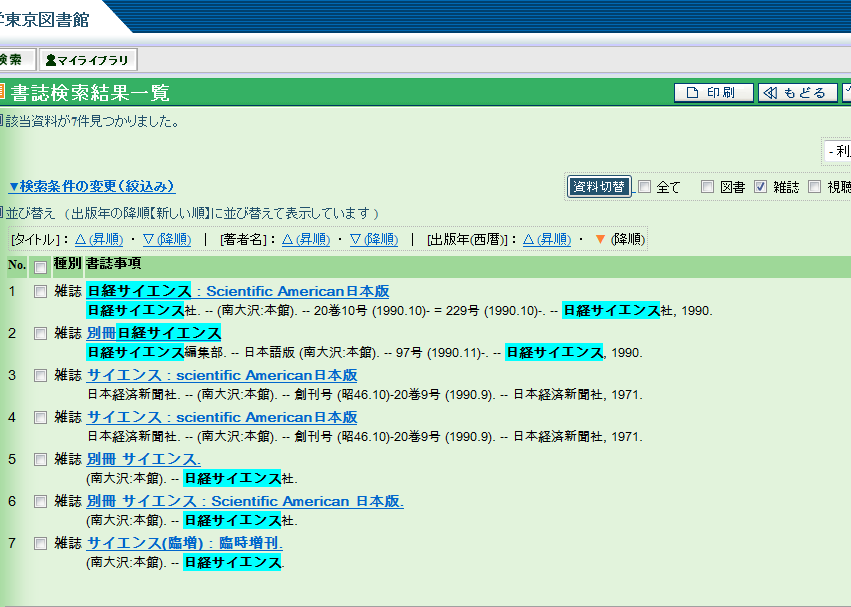 学東京図書館
検索 マイライブラリ
書誌検索結果一覧 印刷 もどる
該当資料が7件見つかりました。
- 利
▼検索条件の変更(絞込み) 資料切替 全て 図書 雑誌 視聴
並び替え （出版年の降順【新しい順】に並び替えて表示しています ）
[タイトル]： △(昇順) ・ ▽(降順) | [著者名]： △(昇順) ・ ▽(降順) | [出版年(西暦)]： △(昇順) ・ ▼ (降順)
No. 種別 書誌事項
1 雑誌 日経サイエンス : Scientific American日本版
日経サイエンス社. -- (南大沢:本館). -- 20巻10号 (1990.10)- = 229号 (1990.10)-. -- 日経サイエンス社, 1990.
2 雑誌 別冊日経サイエンス
日経サイエンス編集部. -- 日本語版 (南大沢:本館). -- 97号 (1990.11)-. -- 日経サイエンス, 1990.
3 雑誌 サイエンス : scientific American日本版
日本経済新聞社. -- (南大沢:本館). -- 創刊号 (昭46.10)-20巻9号 (1990.9). -- 日本経済新聞社, 1971.
4 雑誌 サイエンス : scientific American日本版
日本経済新聞社. -- (南大沢:本館). -- 創刊号 (昭46.10)-20巻9号 (1990.9). -- 日本経済新聞社, 1971.
5 雑誌 別冊 サイエンス.
(南大沢:本館). -- 日経サイエンス社.
6 雑誌 別冊 サイエンス : Scientific American 日本版.
(南大沢:本館). -- 日経サイエンス社.
7 雑誌 サイエンス(臨増) : 臨時増刊.
(南大沢:本館). -- 日経サイエンス.